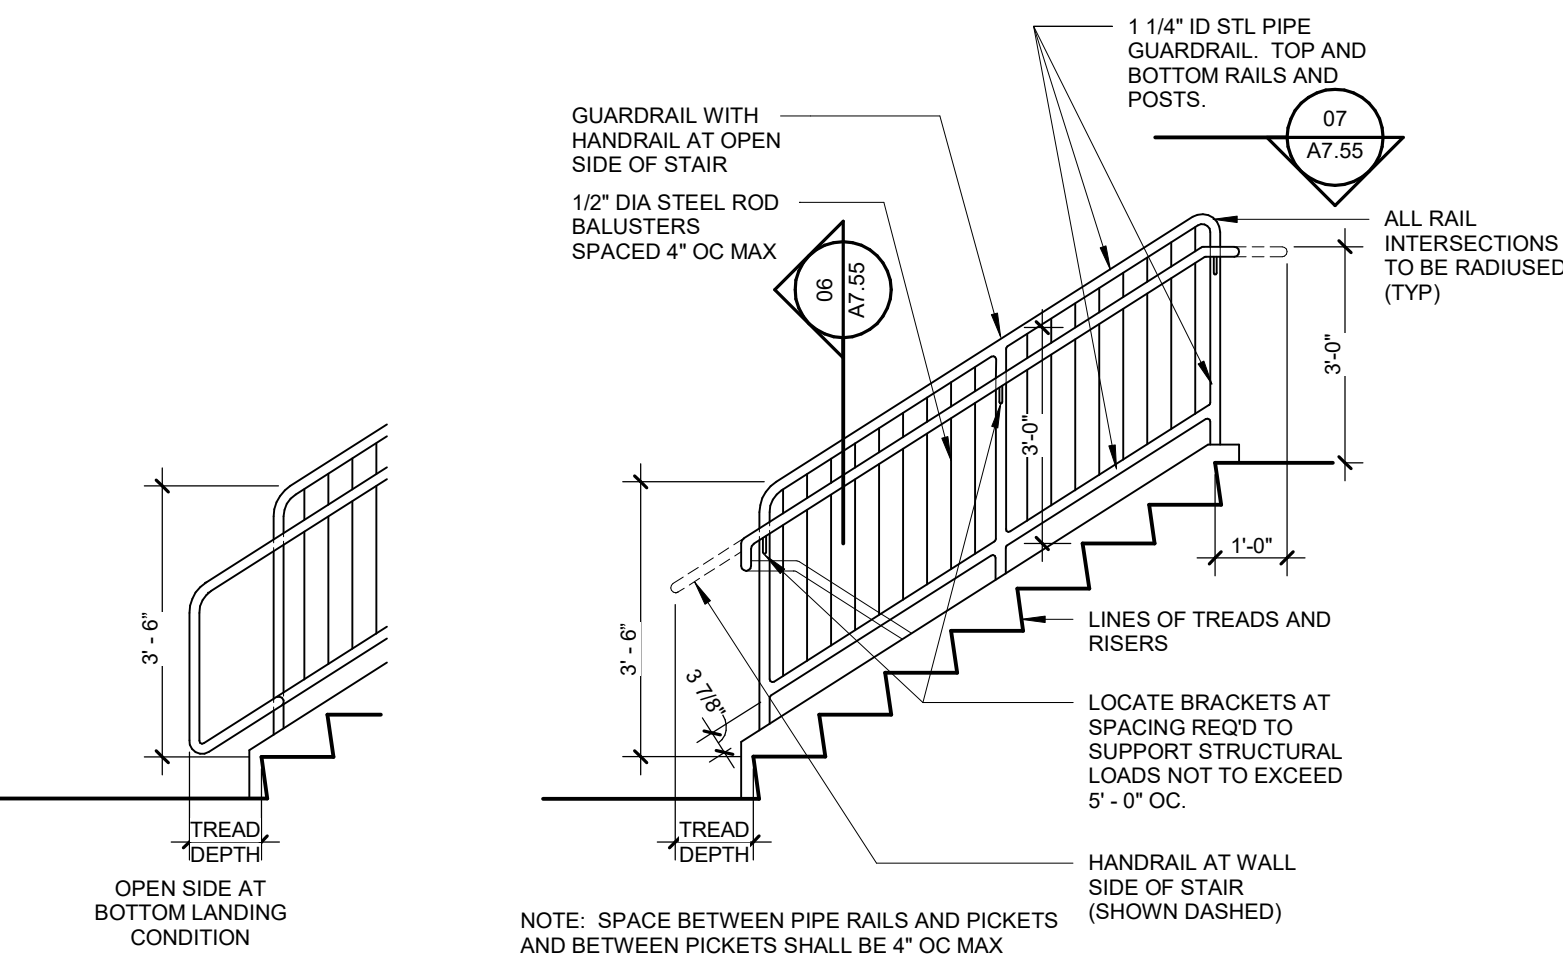 1 1/4" ID STL PIPE
GUARDRAIL. TOP AND
BOTTOM RAILS AND
POSTS.
07
A7.55
GUARDRAIL WITH
HANDRAIL AT OPEN
SIDE OF STAIR
1/2" DIA STEEL ROD
BALUSTERS
SPACED 4" OC MAX
06
A7.55
ALL RAIL
INTERSECTIONS
TO BE RADIUSED
(TYP)
3'-0"
3'-0"
1'-0"
3' - 6"
3' - 6"
3 7/8"
LINES OF TREADS AND
RISERS
LOCATE BRACKETS AT
SPACING REQ'D TO
SUPPORT STRUCTURAL
LOADS NOT TO EXCEED
5' - 0" OC.
TREAD
DEPTH
TREAD
DEPTH
HANDRAIL AT WALL
SIDE OF STAIR
(SHOWN DASHED)
OPEN SIDE AT
BOTTOM LANDING
CONDITION
NOTE: SPACE BETWEEN PIPE RAILS AND PICKETS
AND BETWEEN PICKETS SHALL BE 4" OC MAX